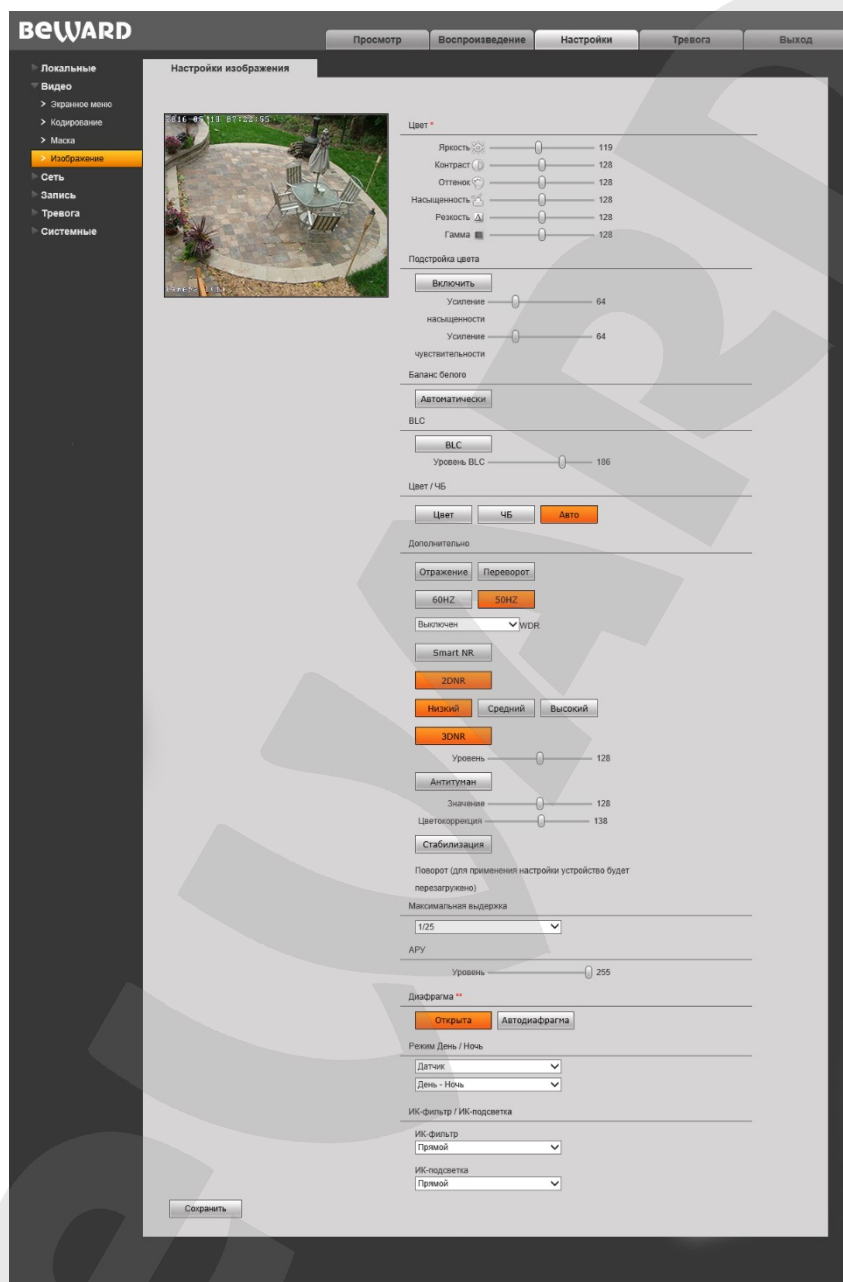 BEWARD
Просмотр Воспроизведение Настройки Тревога Выход
Локальные
Видео
> Экранное меню
> Кодирование
> Маска
> Изображение
Сеть
Запись
Тревога
Системные
Настройки изображения
Цвет *
Яркость 119
Контраст 128
Оттенок 128
Насыщенность 128
Резкость 128
Гамма 128
Подстройка цвета
Включить
Усиление 64
насыщенности
Усиление 64
чувствительности
Баланс белого
Автоматически
BLC
BLC
Уровень BLC 186
Цвет / ЧБ
Цвет ЧБ Авто
Дополнительно
Отражение Переворот
60HZ 50HZ
Выключен WDR
Smart NR
2DNR
Низкий Средний Высокий
3DNR
Уровень 128
Антитуман
Значение 128
Цветокоррекция 138
Стабилизация
Поворот (для применения настройки устройство будет
перезагружено)
Максимальная выдержка
1/25
АРУ
Уровень 255
Диафрагма **
Открыта Автодиафрагма
Режим День / Ночь
Датчик
День - Ночь
ИК-фильтр / ИК-подсветка
ИК-фильтр
Прямой
ИК-подсветка
Прямой
Сохранить